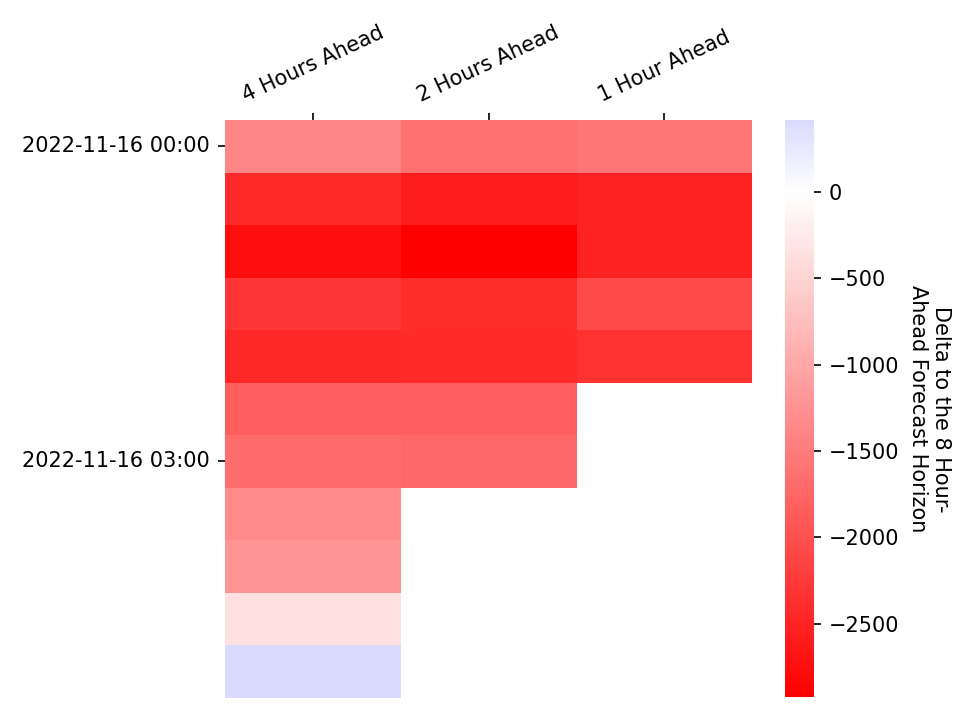 4 Hours Ahead
2 Hours Ahead
1 Hour Ahead
2022-11-16 00:00
2022-11-16 03:00
0
−500
−1000
−1500
−2000
−2500
Delta to the 8 Hour-
Ahead Forecast Horizon